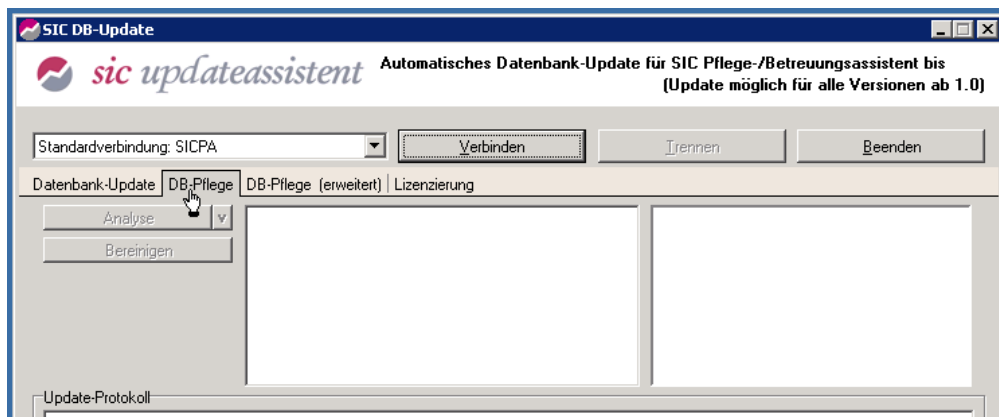 SIC DB-Update
sic updateassistent
Automatisches Datenbank-Update für SIC Pflege-/Betreuungsassistent bis
(Update möglich für alle Versionen ab 1.0)
Standardverbindung: SICPA
Verbinden
Trennen
Beenden
Datenbank-Update
DB-Pflege
DB-Pflege (erweitert)
Lizenzierung
Analyse
Bereinigen
Update-Protokoll